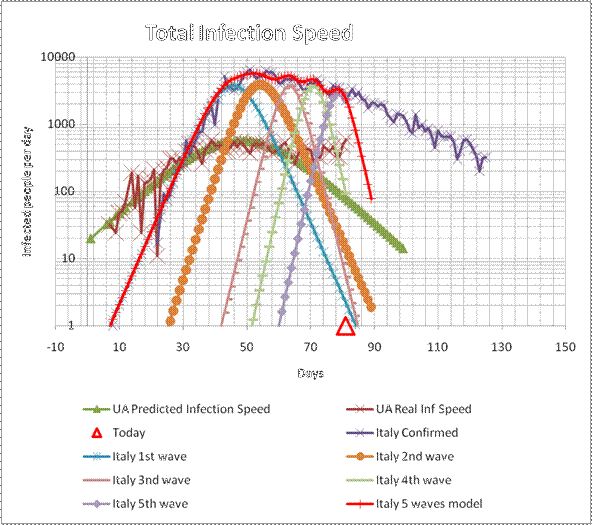 Total Infection Speed
10000
1000
100
10
1
Infected people per day
-10 10 30 50 70 90 110 130 150
Days
UA Predicted Infection Speed UA Real Inf Speed
Today Italy Confirmed
Italy 1st wave Italy 2nd wave
Italy 3nd wave Italy 4th wave
Italy 5th wave Italy 5 waves model